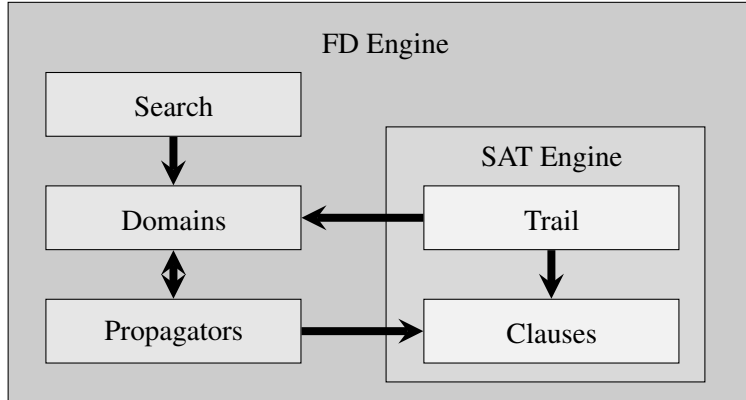 FD Engine
Search
SAT Engine
Domains
Trail
Propagators
Clauses